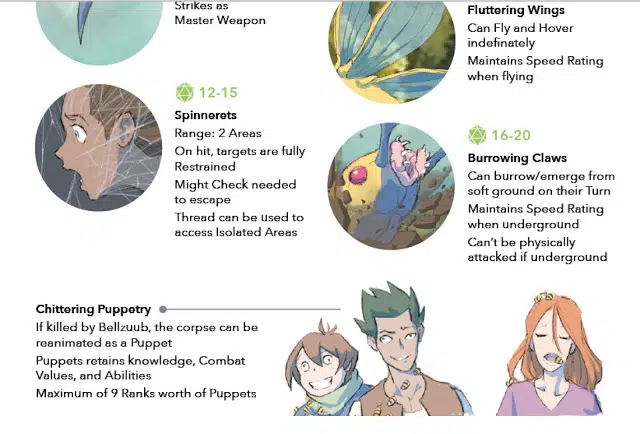 Strikes as
Master Weapon
12-15
Spinnerets
Range: 2 Areas
On hit, targets are fully
Restrained
Might Check needed
to escape
Thread can be used to
access Isolated Areas
Fluttering Wings
Can Fly and Hover
indefinately
Maintains Speed Rating
when flying
16-20
Burrowing Claws
Can burrow/emerge from
soft ground on their Turn
Maintains Speed Rating
when underground
Can't be physically
attacked if underground
Chittering Puppetry
If killed by Bellzuub, the corpse can be
reanimated as a Puppet
Puppets retains knowledge, Combat
Values, and Abilities
Maximum of 9 Ranks worth of Puppets